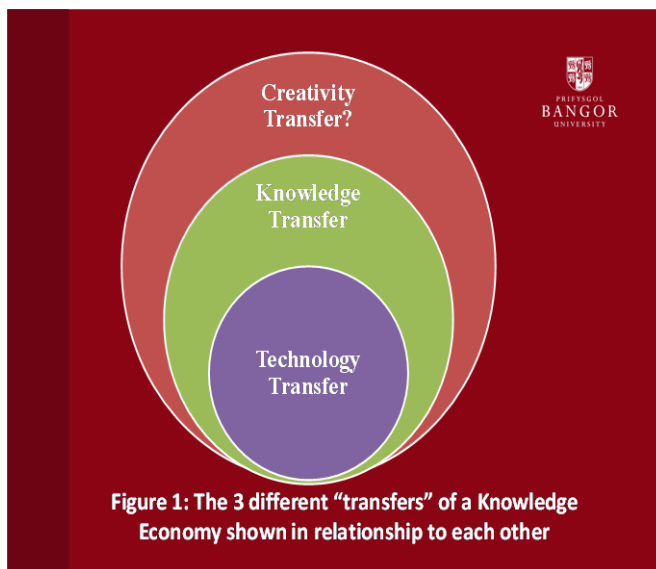 Creativity
Transfer?
PRIFYSGOL
BANGOR
UNIVERSITY
Knowledge
Transfer
Technology
Transfer
Figure 1: The 3 different “transfers” of a Knowledge
Economy shown in relationship to each other